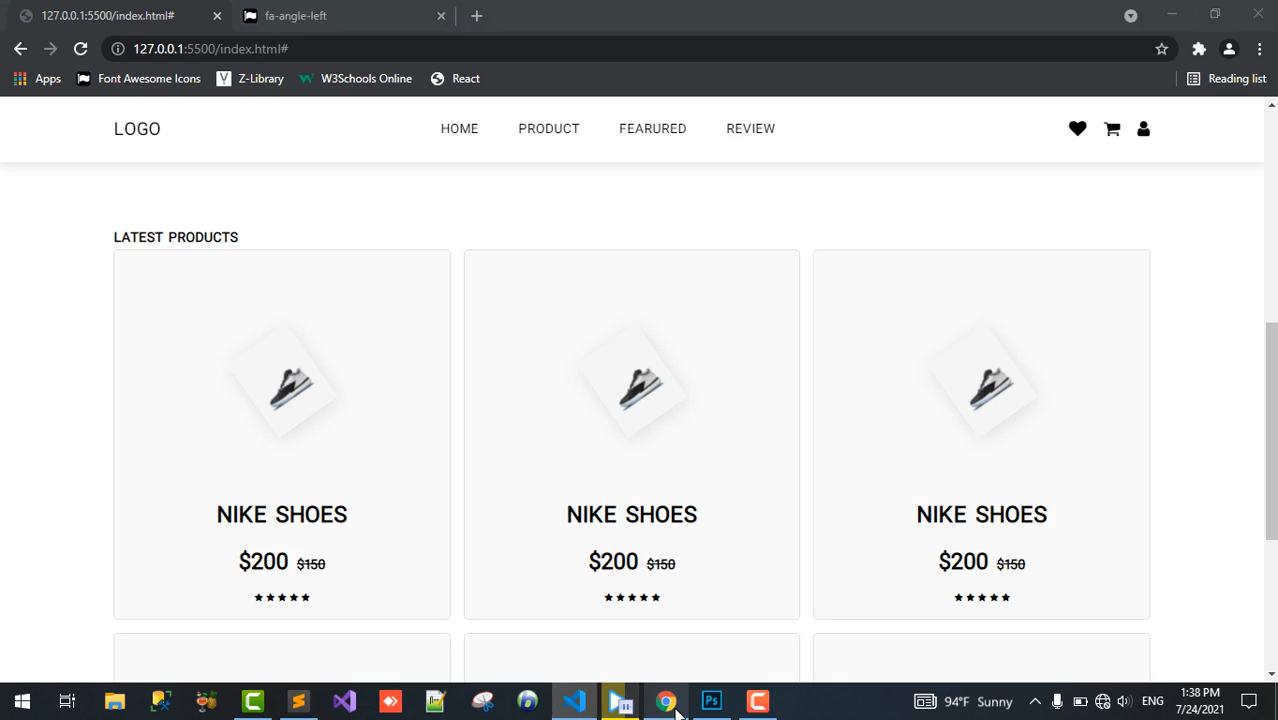 127.0.0.1:5500/index.html#
fa-angle-left
127.0.0.1:5500/index.html#
Apps
Font Awesome Icons
Z-Library
W3Schools Online
React
Reading list
LOGO
HOME
PRODUCT
FEARURED
REVIEW
LATEST PRODUCTS
NIKE SHOES
$200 $150
NIKE SHOES
$200 $150
NIKE SHOES
$200 $150
Ps
94°F Sunny
ENG
1:38 PM
7/24/2021